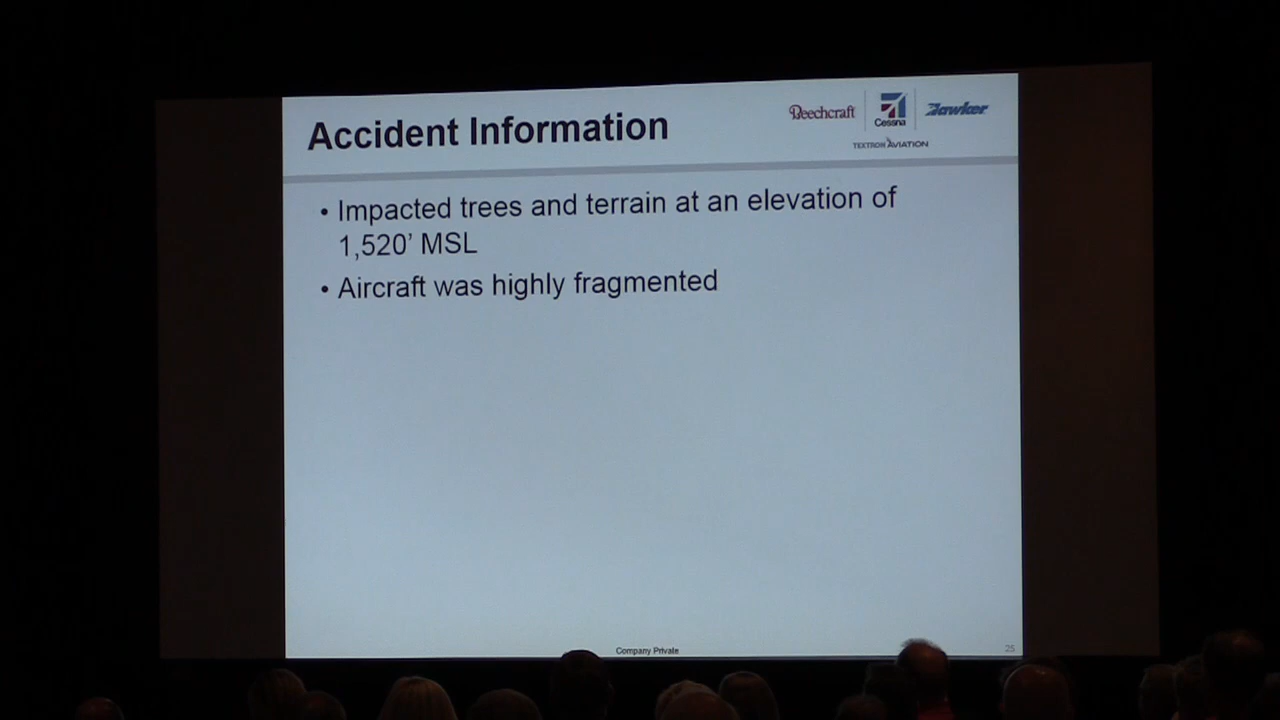 Accident Information
Beechcraft
Cessna
Hawker
TEXTRON AVIATION
• Impacted trees and terrain at an elevation of
1,520’ MSL
• Aircraft was highly fragmented
Company Private
25